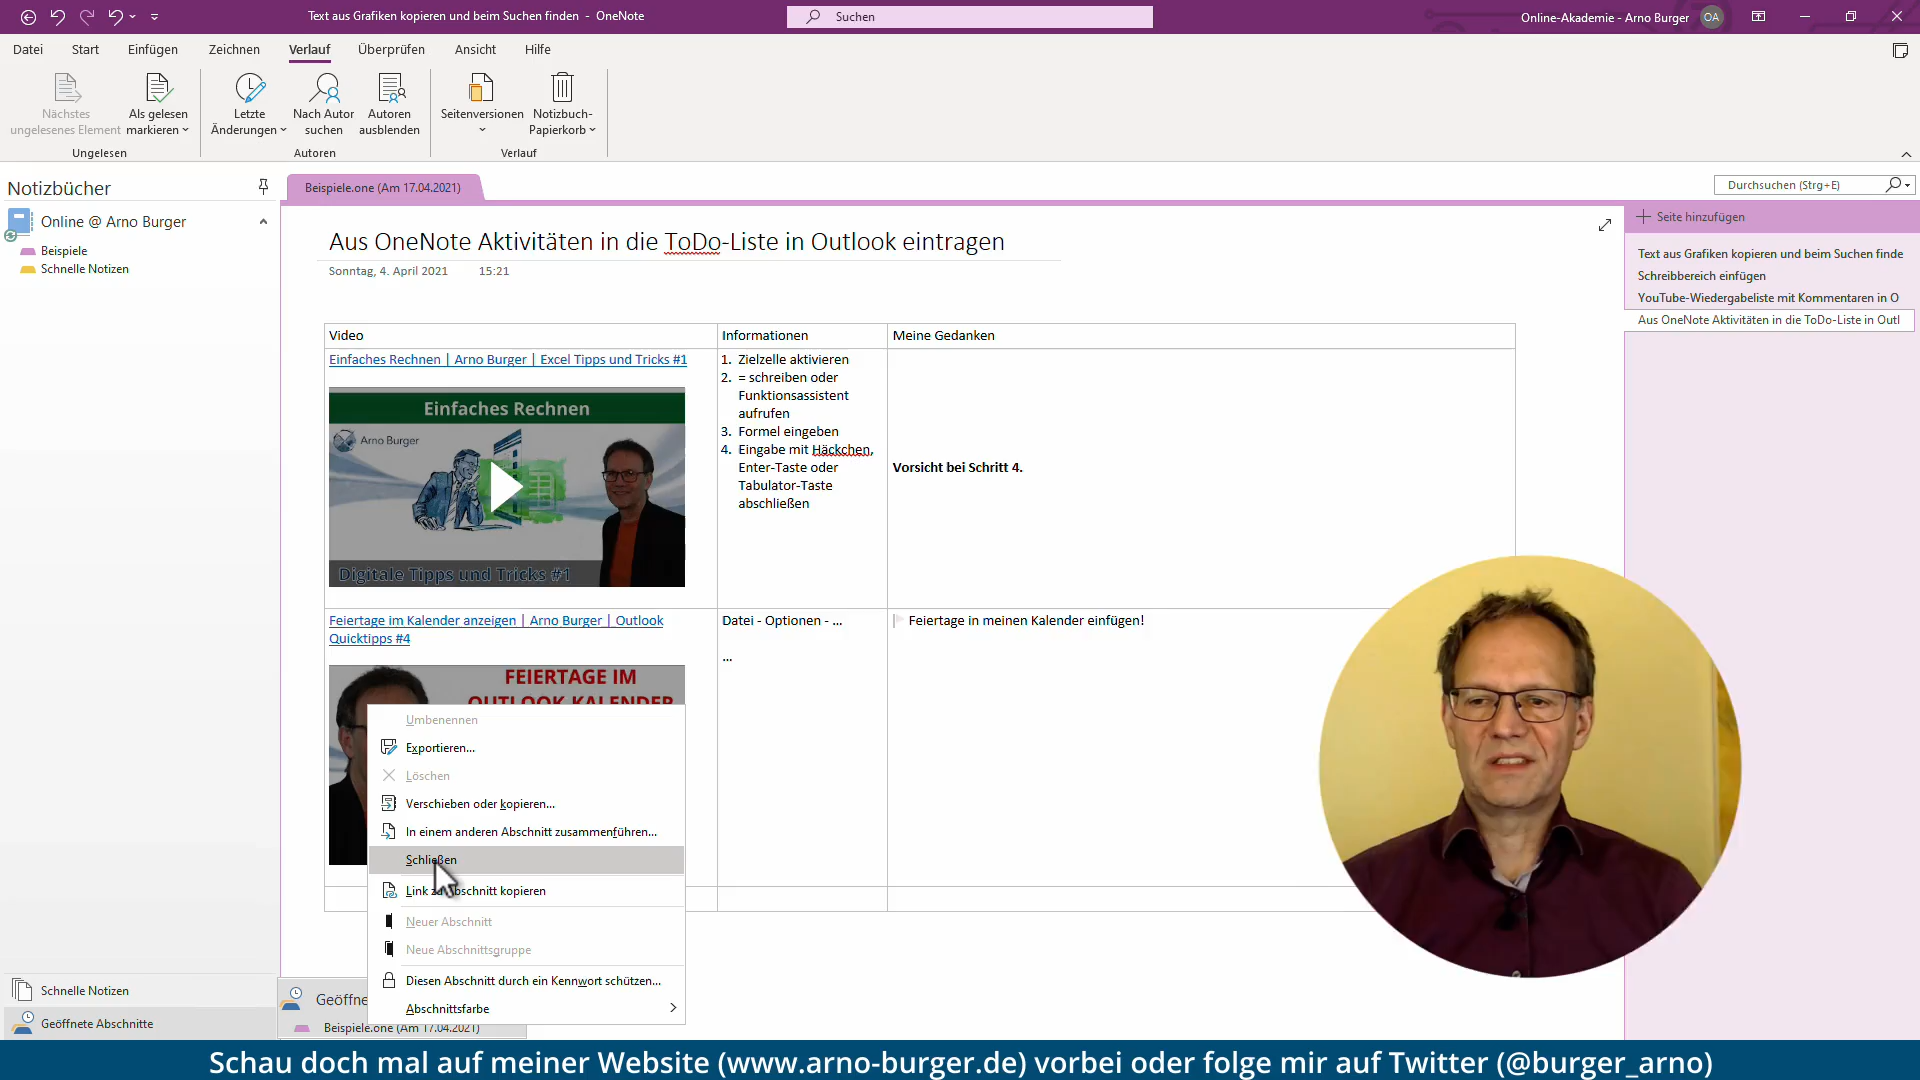 Text aus Grafiken kopieren und beim Suchen finden - OneNote
Suchen
Online-Akademie - Arno Burger
OA
Datei
Start
Einfügen
Zeichnen
Verlauf
Überprüfen
Ansicht
Hilfe
Nächstes
ungelesenes Element
Als gelesen
markieren
Ungelesen
Letzte
Änderungen
Nach Autor
suchen
Autoren
ausblenden
Autoren
Seitenversionen
Notizbuch-
Papierkorb
Verlauf
Notizbücher
Online @ Arno Burger
Beispiele
Schnelle Notizen
Beispiele.one (Am 17.04.2021)
Durchsuchen (Strg+E)
Seite hinzufügen
Text aus Grafiken kopieren und beim Suchen finde
Schreibbereich einfügen
YouTube-Wiedergabeliste mit Kommentaren in O
Aus OneNote Aktivitäten in die ToDo-Liste in Outl
Aus OneNote Aktivitäten in die ToDo-Liste in Outlook eintragen
Sonntag, 4. April 2021
15:21
Video
Informationen
Meine Gedanken
Einfaches Rechnen | Arno Burger | Excel Tipps und Tricks #1
Einfaches Rechnen
Arno Burger
Digitale Tipps und Tricks #1
1. Zielzelle aktivieren
2. = schreiben oder
Funktionsassistent
aufrufen
3. Formel eingeben
4. Eingabe mit Häckchen,
Enter-Taste oder
Tabulator-Taste
abschließen
Vorsicht bei Schritt 4.
Feiertage im Kalender anzeigen | Arno Burger | Outlook
Quicktipps #4
FEIERTAGE IM
OUTLOOK KALENDER
Datei - Optionen - ...
...
Feiertage in meinen Kalender einfügen!
Umbenennen
Exportieren...
Löschen
Verschieben oder kopieren...
In einem anderen Abschnitt zusammenführen...
Schließen
Link zu Abschnitt kopieren
Neuer Abschnitt
Neue Abschnittsgruppe
Diesen Abschnitt durch ein Kennwort schützen...
Abschnittsfarbe
Schnelle Notizen
Geöffnete Abschnitte
Geöffne
Beispiele.one (Am 17.04.2021)
Schau doch mal auf meiner Website (www.arno-burger.de) vorbei oder folge mir auf Twitter (@burger_arno)